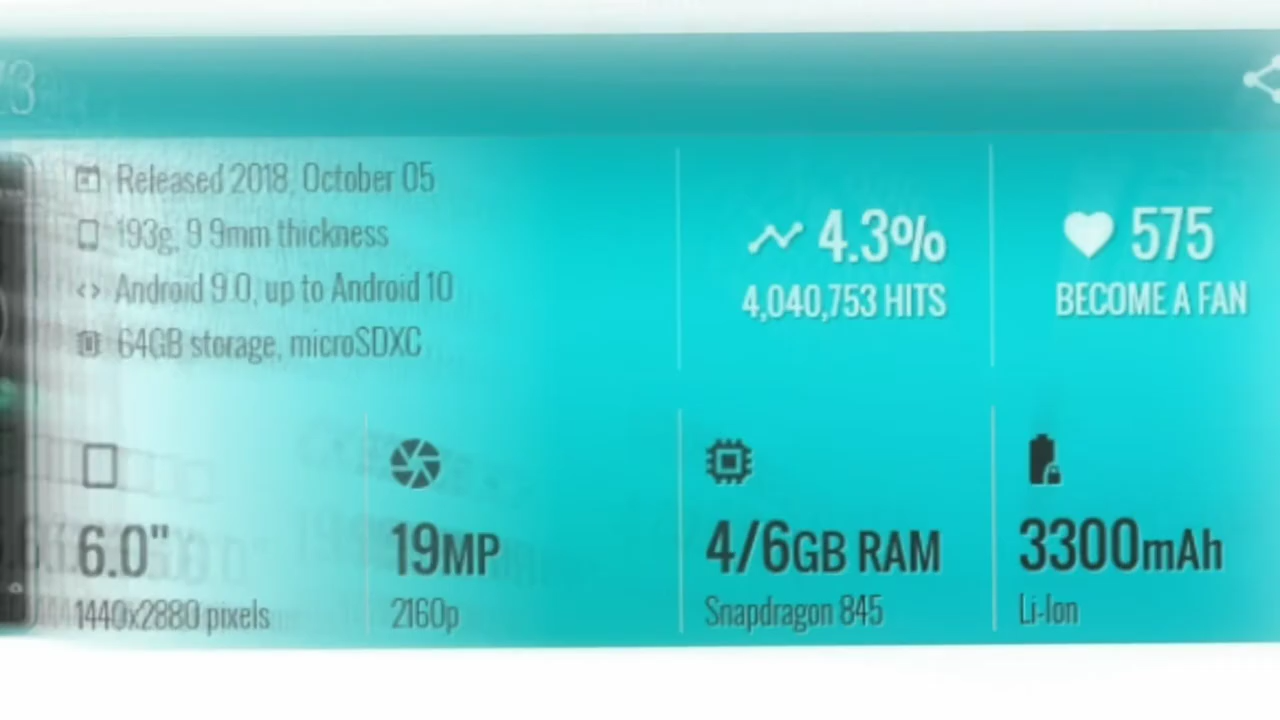 Released 2018, October 05
193g, 9.9mm thickness
Android 9.0, up to Android 10
64GB storage, microSDXC
4.3%
4,040,753 HITS
575
BECOME A FAN
6.0"
1440x2880 pixels
19MP
2160p
4/6GB RAM
Snapdragon 845
3300mAh
Li-Ion